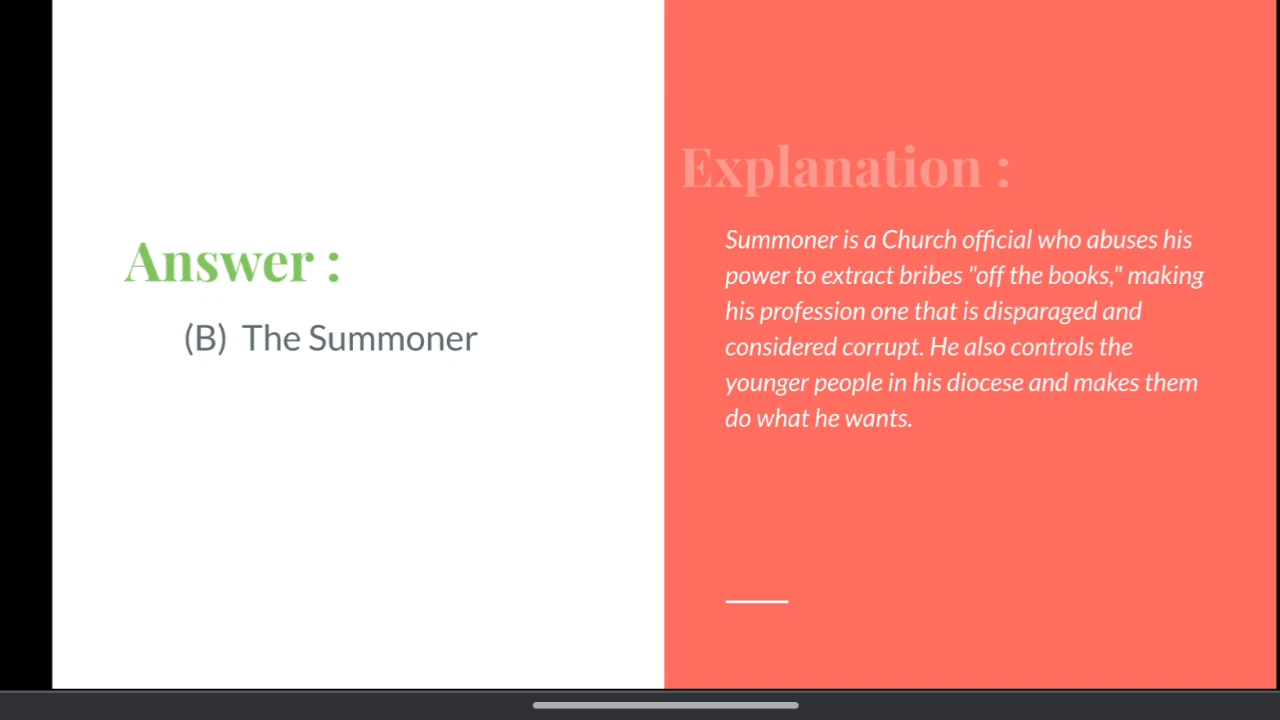 Answer :
(B) The Summoner
Explanation :
Summoner is a Church official who abuses his
power to extract bribes "off the books," making
his profession one that is disparaged and
considered corrupt. He also controls the
younger people in his diocese and makes them
do what he wants.